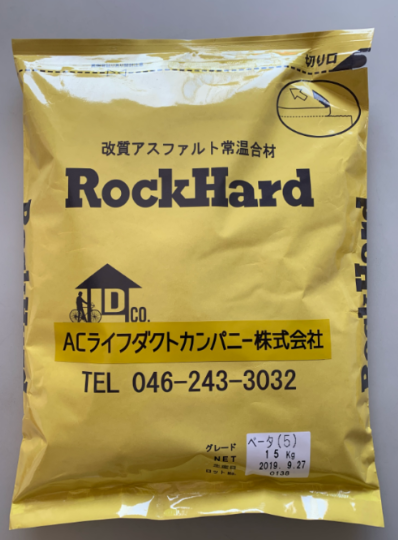 切り口
改質アスファルト常温合材
RockHard
D CO.
ACライフダクトカンパニー株式会社
TEL 046-243-3032
グレード ベータ(5)
NET 15 Kg
2019. 9.27
0138
RockHard